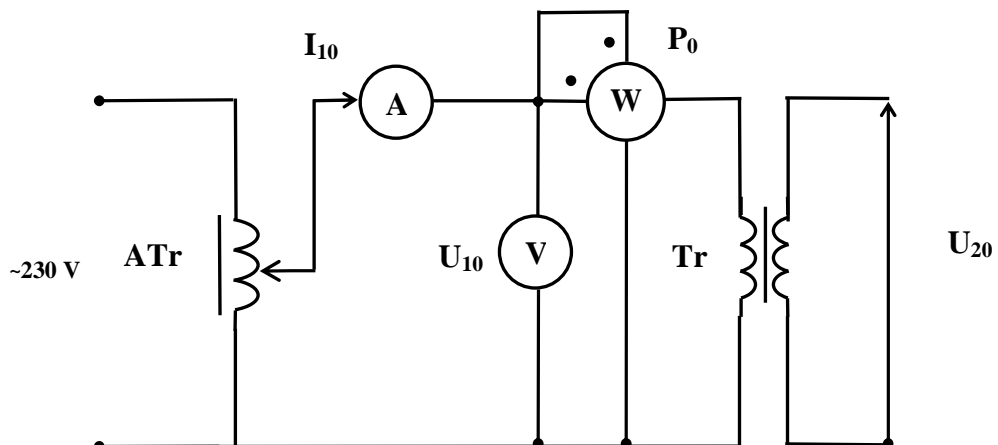 I₁₀
P₀
A
W
~230 V
ATr
U₁₀
V
Tr
U₂₀